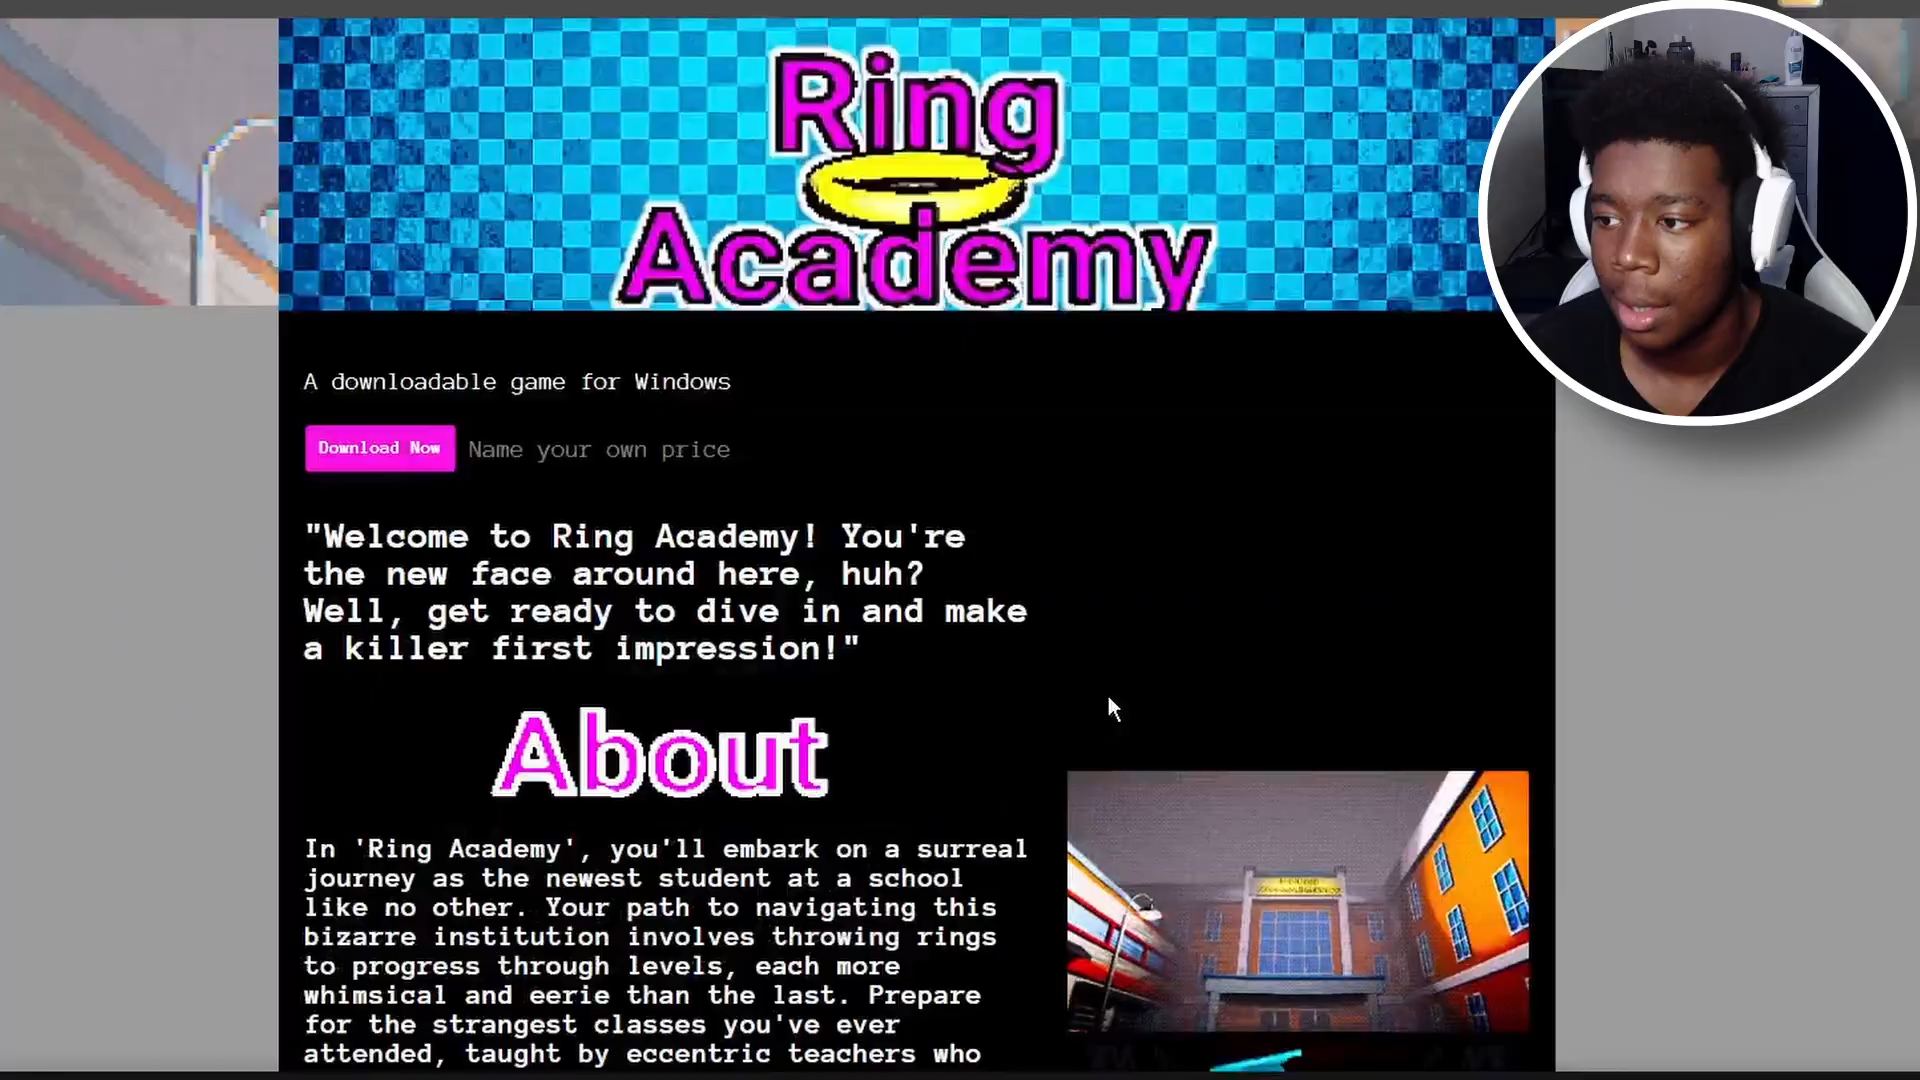 Ring
Academy
A downloadable game for Windows
Download Now Name your own price
"Welcome to Ring Academy! You're
the new face around here, huh?
Well, get ready to dive in and make
a killer first impression!"
About
In 'Ring Academy', you'll embark on a surreal
journey as the newest student at a school
like no other. Your path to navigating this
bizarre institution involves throwing rings
to progress through levels, each more
whimsical and eerie than the last. Prepare
for the strangest classes you've ever
attended, taught by eccentric teachers who